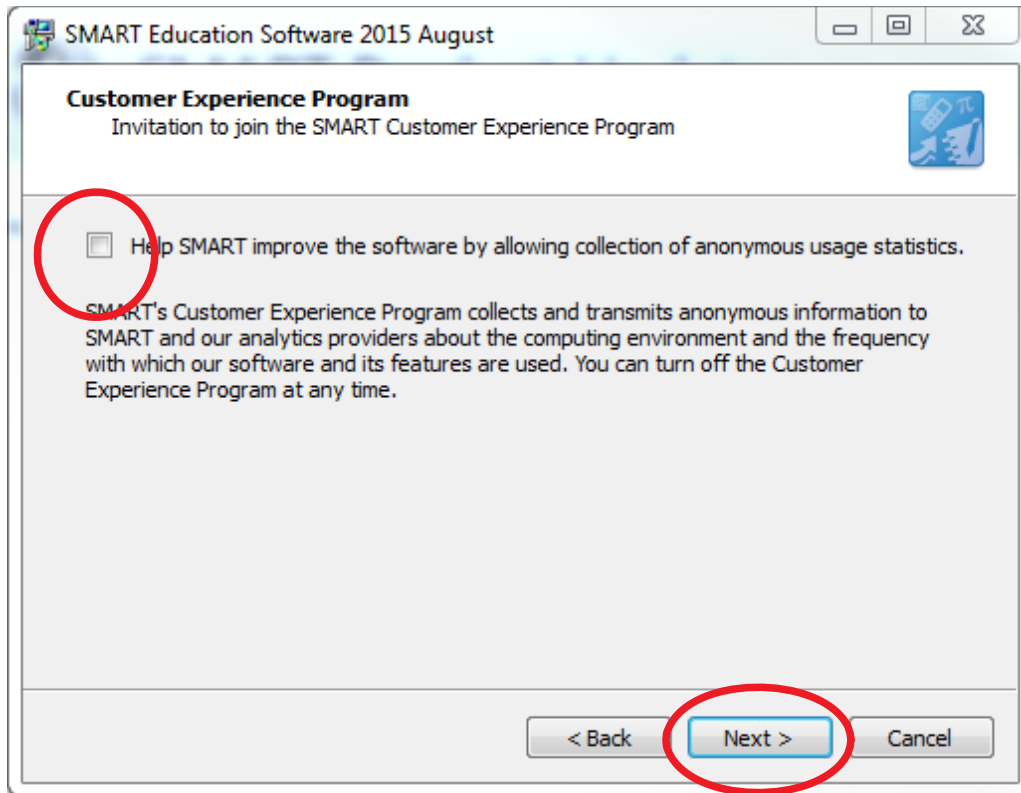 SMART Education Software 2015 August
Customer Experience Program
Invitation to join the SMART Customer Experience Program
Help SMART improve the software by allowing collection of anonymous usage statistics.
SMART's Customer Experience Program collects and transmits anonymous information to
SMART and our analytics providers about the computing environment and the frequency
with which our software and its features are used. You can turn off the Customer
Experience Program at any time.
< Back Next > Cancel